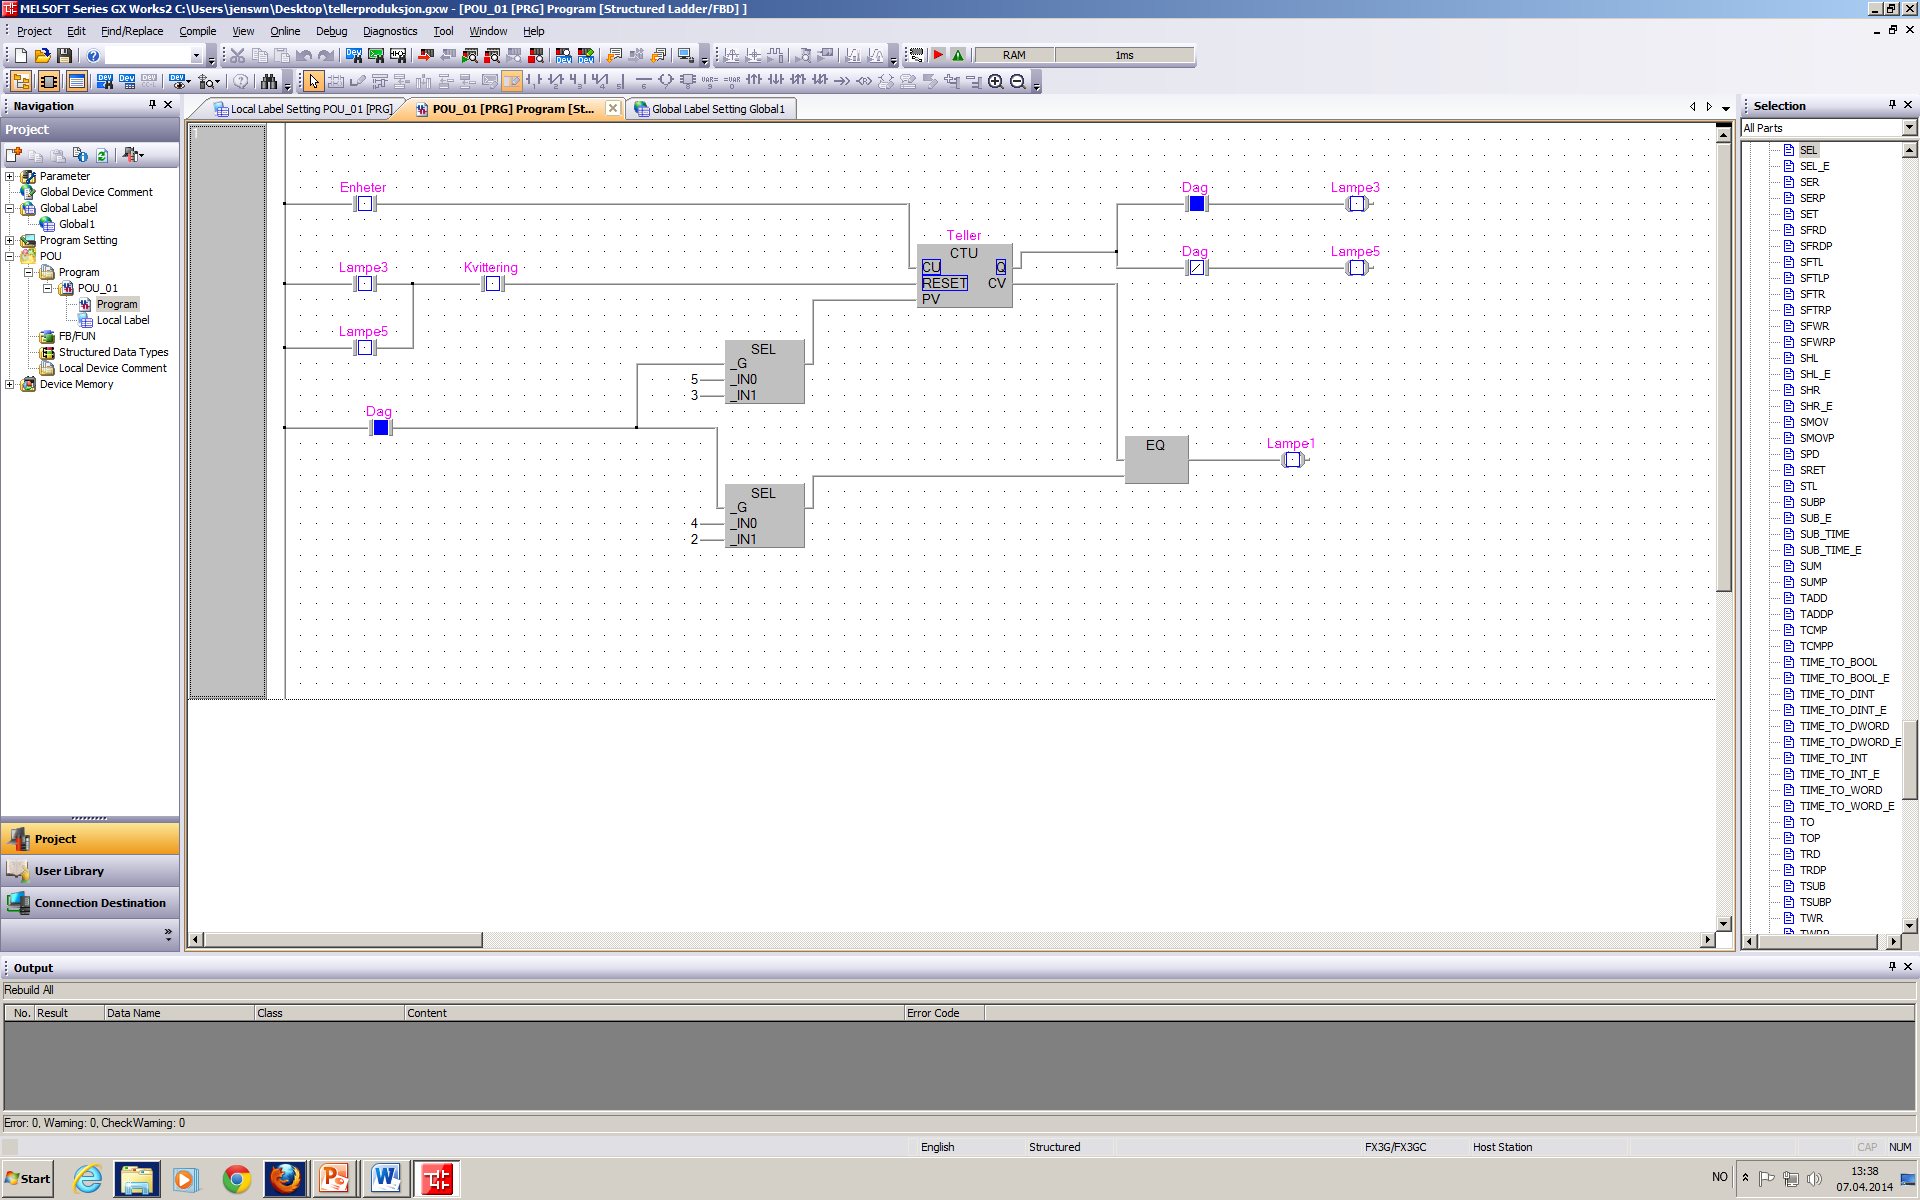 MELSOFT Series GX Works2 C:\Users\jenswn\Desktop\tellerproduksjon.gxw - [POU_01 [PRG] Program [Structured Ladder/FBD] ]
Project Edit Find/Replace Compile View Online Debug Diagnostics Tool Window Help
RAM 1ms
Navigation
Project
Parameter
Global Device Comment
Global Label
Global1
Program Setting
POU
Program
POU_01
Program
Local Label
FB/FUN
Structured Data Types
Local Device Comment
Device Memory
Project
User Library
Connection Destination
Local Label Setting POU_01 [PRG]
POU_01 [PRG] Program [St...
Global Label Setting Global1
1
Enheter
Dag
Lampe3
Teller
CTU
CU Q
RESET CV
PV
Dag
Lampe5
Lampe3
Kvittering
Lampe5
SEL
_G
5 _IN0
3 _IN1
Dag
EQ
Lampe1
SEL
_G
4 _IN0
2 _IN1
Selection
All Parts
SEL
SEL_E
SER
SERP
SET
SFRD
SFRDP
SFTL
SFTLP
SFTR
SFTRP
SFWR
SFWRP
SHL
SHL_E
SHR
SHR_E
SMOV
SMOVP
SPD
SRET
STL
SUBP
SUB_E
SUB_TIME
SUB_TIME_E
SUM
SUMP
TADD
TADDP
TCMP
TCMPP
TIME_TO_BOOL
TIME_TO_BOOL_E
TIME_TO_DINT
TIME_TO_DINT_E
TIME_TO_DWORD
TIME_TO_DWORD_E
TIME_TO_INT
TIME_TO_INT_E
TIME_TO_WORD
TIME_TO_WORD_E
TO
TOP
TRD
TRDP
TSUB
TSUBP
TWR
TWRP
Output
Rebuild All
No. Result Data Name Class Content Error Code
Error: 0, Warning: 0, CheckWarning: 0
English Structured FX3G/FX3GC Host Station CAP NUM
Start
NO
13:38
07.04.2014